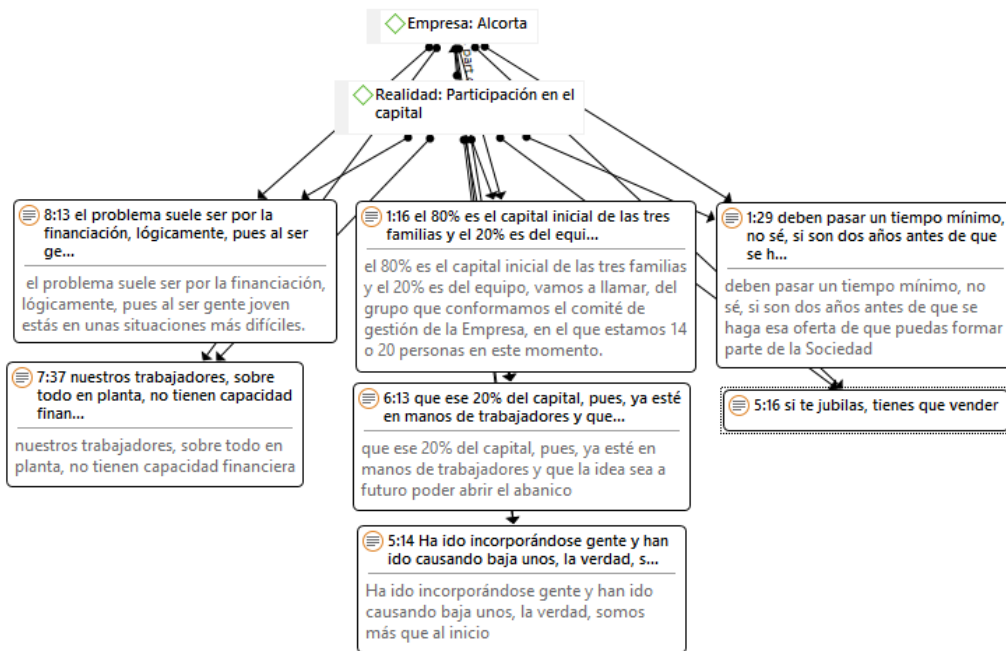 Empresa: Alcorta
Realidad: Participación en el
capital
8:13 el problema suele ser por la
financiación, lógicamente, pues al ser
ge...
el problema suele ser por la financiación,
lógicamente, pues al ser gente joven
estás en unas situaciones más difíciles.
7:37 nuestros trabajadores, sobre
todo en planta, no tienen capacidad
finan...
nuestros trabajadores, sobre todo en
planta, no tienen capacidad financiera
1:16 el 80% es el capital inicial de las tres
familias y el 20% es del equi...
el 80% es el capital inicial de las tres familias
y el 20% es del equipo, vamos a llamar, del
grupo que conformamos el comité de
gestión de la Empresa, en el que estamos 14
o 20 personas en este momento.
6:13 que ese 20% del capital, pues, ya esté
en manos de trabajadores y que...
que ese 20% del capital, pues, ya esté en
manos de trabajadores y que la idea sea a
futuro poder abrir el abanico
5:14 Ha ido incorporándose gente y han
ido causando baja unos, la verdad, s...
Ha ido incorporándose gente y han ido
causando baja unos, la verdad, somos
más que al inicio
1:29 deben pasar un tiempo mínimo,
no sé, si son dos años antes de que
se h...
deben pasar un tiempo mínimo, no
sé, si son dos años antes de que se
haga esa oferta de que puedas formar
parte de la Sociedad
5:16 si te jubilas, tienes que vender